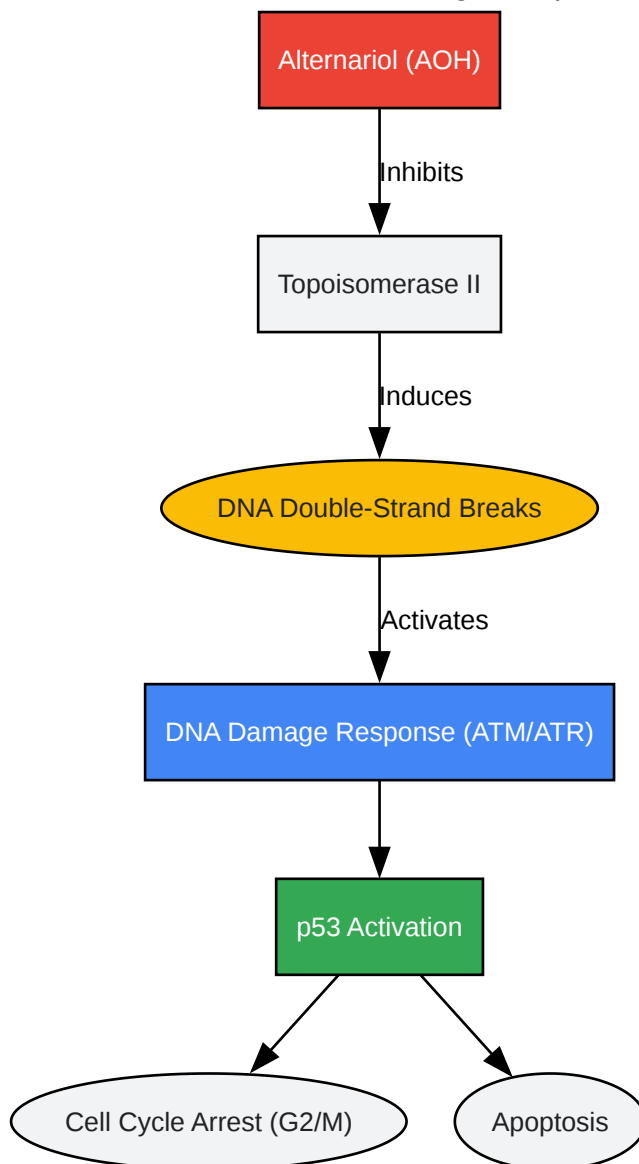 Alternariol (AOH)
Inhibits
Topoisomerase II
Induces
DNA Double-Strand Breaks
Activates
DNA Damage Response (ATM/ATR)
p53 Activation
Cell Cycle Arrest (G2/M)
Apoptosis